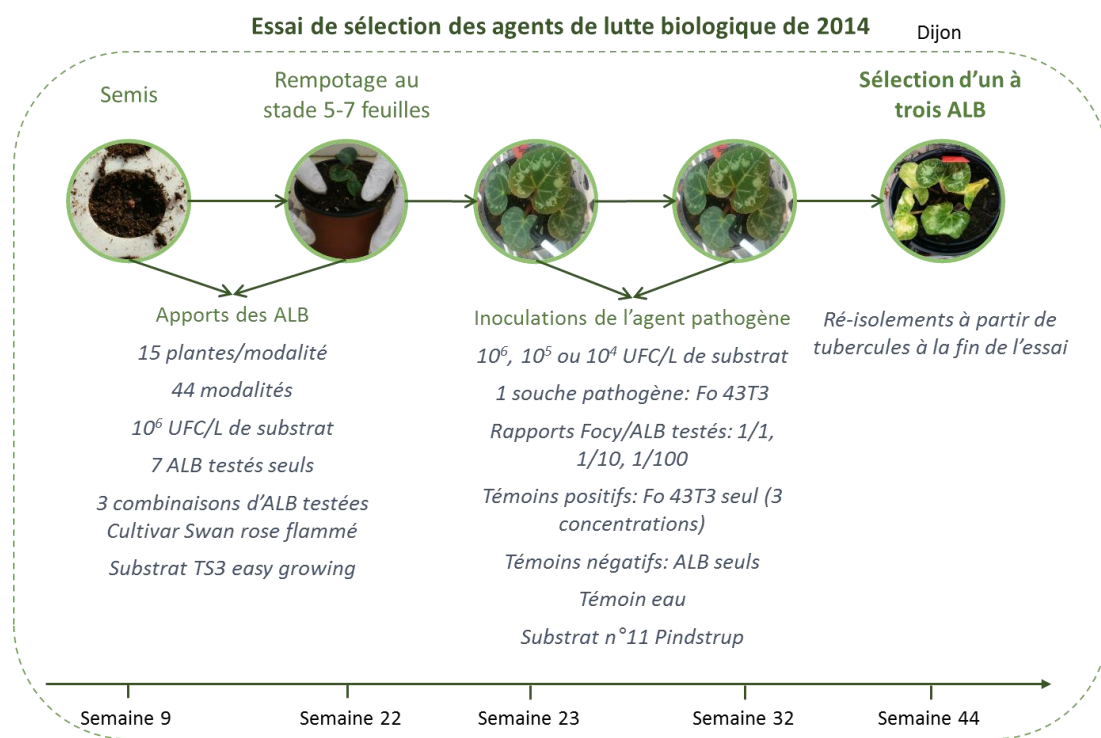 Essai de sélection des agents de lutte biologique de 2014
Dijon
Semis
Rempotage au
stade 5-7 feuilles
Sélection d’un à
trois ALB
Apports des ALB
15 plantes/modalité
44 modalités
10⁶ UFC/L de substrat
7 ALB testés seuls
3 combinaisons d’ALB testées
Cultivar Swan rose flammé
Substrat TS3 easy growing
Inoculations de l’agent pathogène
10⁶, 10⁵ ou 10⁴ UFC/L de substrat
1 souche pathogène: Fo 43T3
Rapports Focy/ALB testés: 1/1,
1/10, 1/100
Témoins positifs: Fo 43T3 seul (3
concentrations)
Témoins négatifs: ALB seuls
Témoin eau
Substrat n°11 Pindstrup
Ré-isolements à partir de
tubercules à la fin de l’essai
Semaine 9
Semaine 22
Semaine 23
Semaine 32
Semaine 44